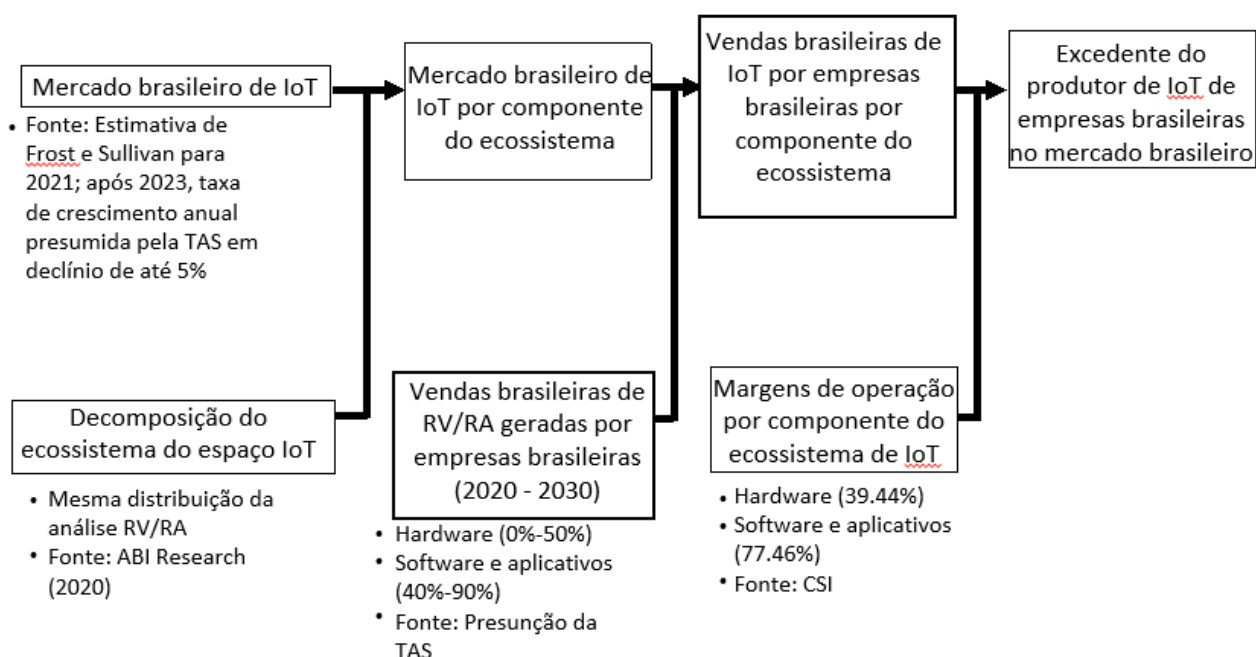 Mercado brasileiro de IoT
• Fonte: Estimativa de
Frost e Sullivan para
2021; após 2023, taxa
de crescimento anual
presumida pela TAS em
declínio de até 5%
Decomposição do
ecossistema do espaço IoT
• Mesma distribuição da
análise RV/RA
• Fonte: ABI Research
(2020)
Mercado brasileiro de
IoT por componente
do ecossistema
Vendas brasileiras de
RV/RA geradas por
empresas brasileiras
(2020 - 2030)
• Hardware (0%-50%)
• Software e aplicativos
(40%-90%)
• Fonte: Presunção da
TAS
Vendas brasileiras de
IoT por empresas
brasileiras por
componente do
ecossistema
Margens de operação
por componente do
ecossistema de IoT
• Hardware (39.44%)
• Software e aplicativos
(77.46%)
• Fonte: CSI
Excedente do
produtor de IoT de
empresas brasileiras
no mercado brasileiro